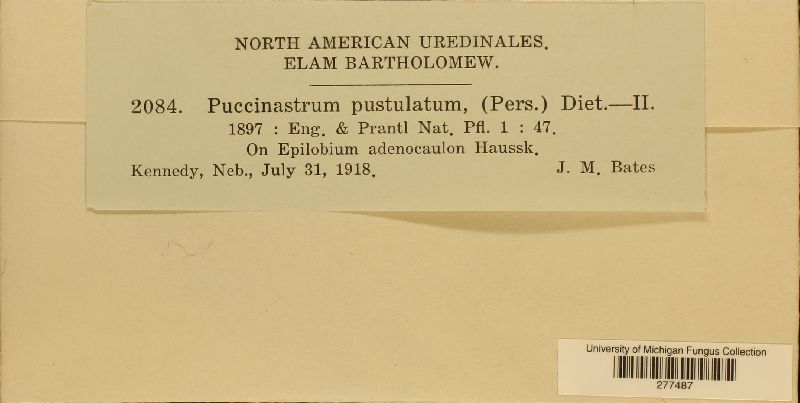 NORTH AMERICAN UREDINALES.
ELAM BARTHOLOMEW.
2084. Puccinastrum pustulatum, (Pers.) Diet.—II.
1897 : Eng. & Prantl Nat. Pfl. 1 : 47.
On Epilobium adenocaulon Haussk.
Kennedy, Neb., July 31, 1918. J. M. Bates
University of Michigan Fungus Collection
277487